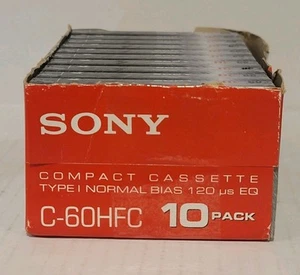 SONY
COMPACT CASSETTE
TYPE I NORMAL BIAS 120 µs EQ
C-60HFC 10 PACK